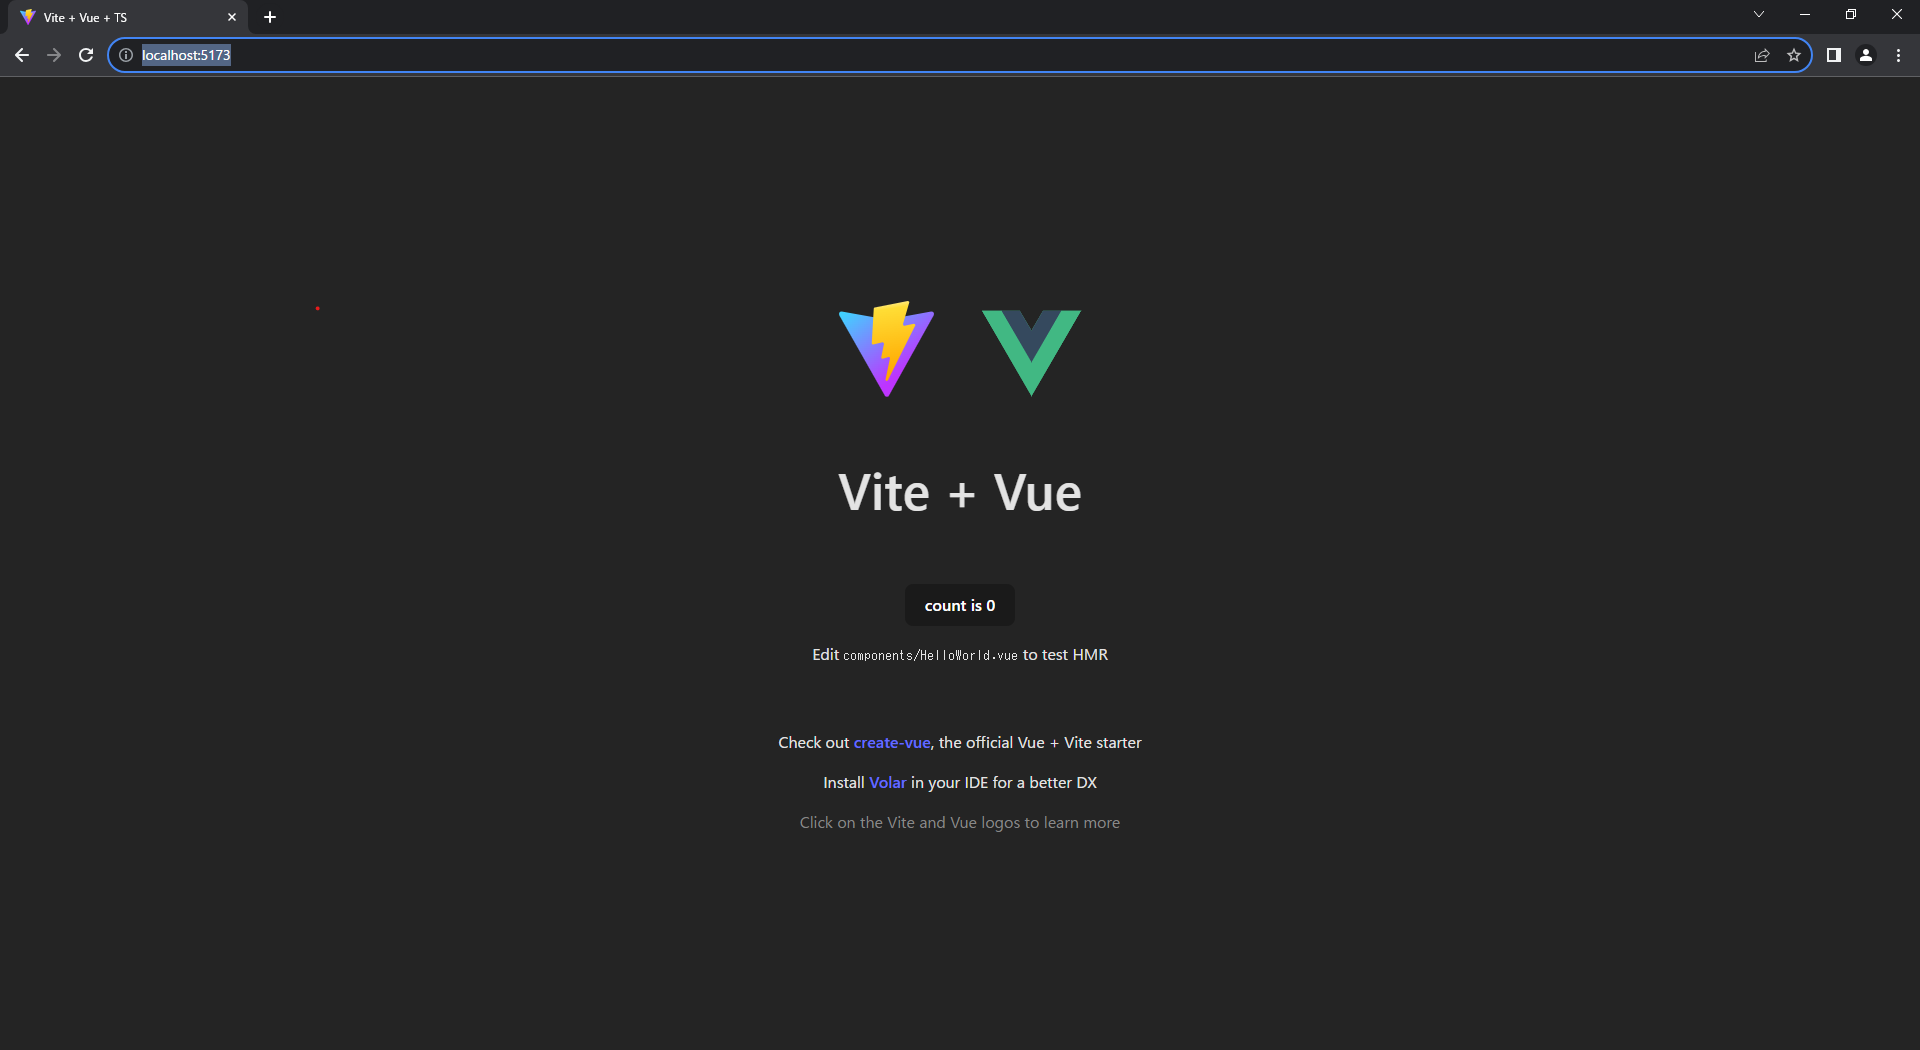 Vite + Vue + TS
localhost:5173
Vite + Vue
count is 0
Edit components/HelloWorld.vue to test HMR
Check out create-vue, the official Vue + Vite starter
Install Volar in your IDE for a better DX
Click on the Vite and Vue logos to learn more